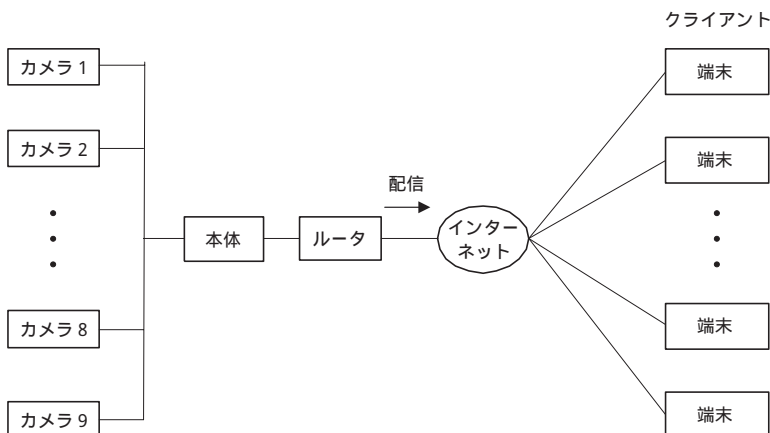 クライアント
カメラ 1
端末
カメラ 2
端末
配信
本体
ルータ
インター
ネット
カメラ 8
端末
カメラ 9
端末